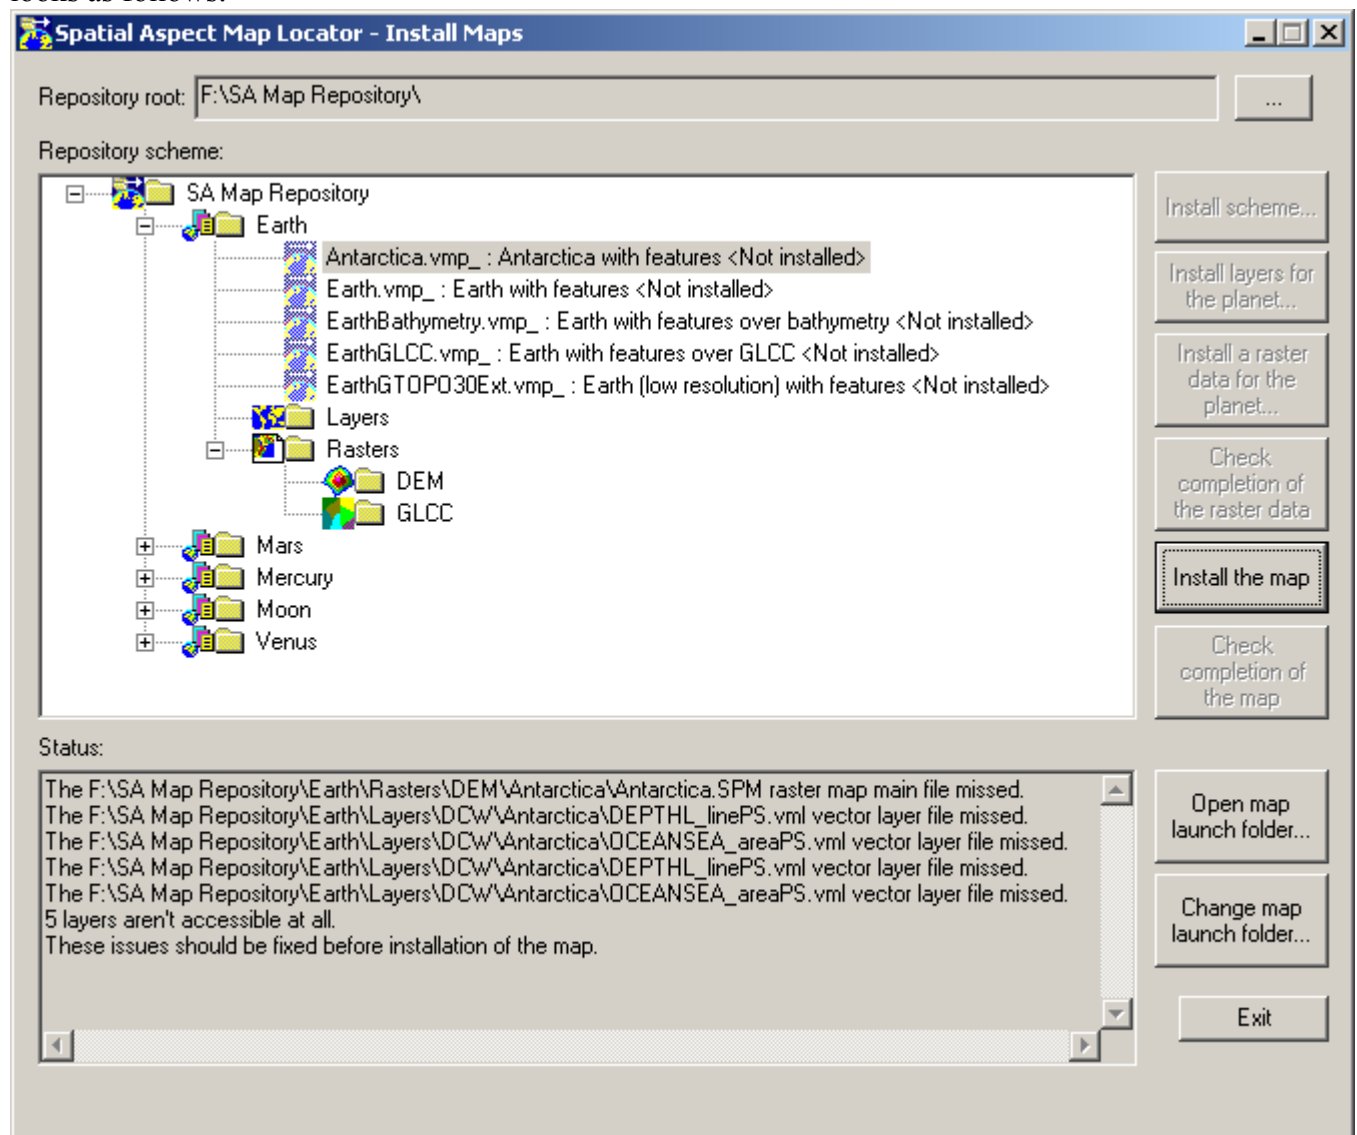 looks as follows:
Spatial Aspect Map Locator - Install Maps
Repository root:
F:\SA Map Repository\
...
Repository scheme:
SA Map Repository
Earth
Antarctica.vmp_ : Antarctica with features <Not installed>
Earth.vmp_ : Earth with features <Not installed>
EarthBathymetry.vmp_ : Earth with features over bathymetry <Not installed>
EarthGLCC.vmp_ : Earth with features over GLCC <Not installed>
EarthGTOPO30Ext.vmp_ : Earth (low resolution) with features <Not installed>
Layers
Rasters
DEM
GLCC
Mars
Mercury
Moon
Venus
Install scheme...
Install layers for
the planet...
Install a raster
data for the
planet...
Check
completion of
the raster data
Install the map
Check
completion of
the map
Status:
The F:\SA Map Repository\Earth\Rasters\DEM\Antarctica\Antarctica.SPM raster map main file missed.
The F:\SA Map Repository\Earth\Layers\DCW\Antarctica\DEPTHL_linePS.vml vector layer file missed.
The F:\SA Map Repository\Earth\Layers\DCW\Antarctica\OCEANSEA_areaPS.vml vector layer file missed.
The F:\SA Map Repository\Earth\Layers\DCW\Antarctica\DEPTHL_linePS.vml vector layer file missed.
The F:\SA Map Repository\Earth\Layers\DCW\Antarctica\OCEANSEA_areaPS.vml vector layer file missed.
5 layers aren't accessible at all.
These issues should be fixed before installation of the map.
Open map
launch folder...
Change map
launch folder...
Exit